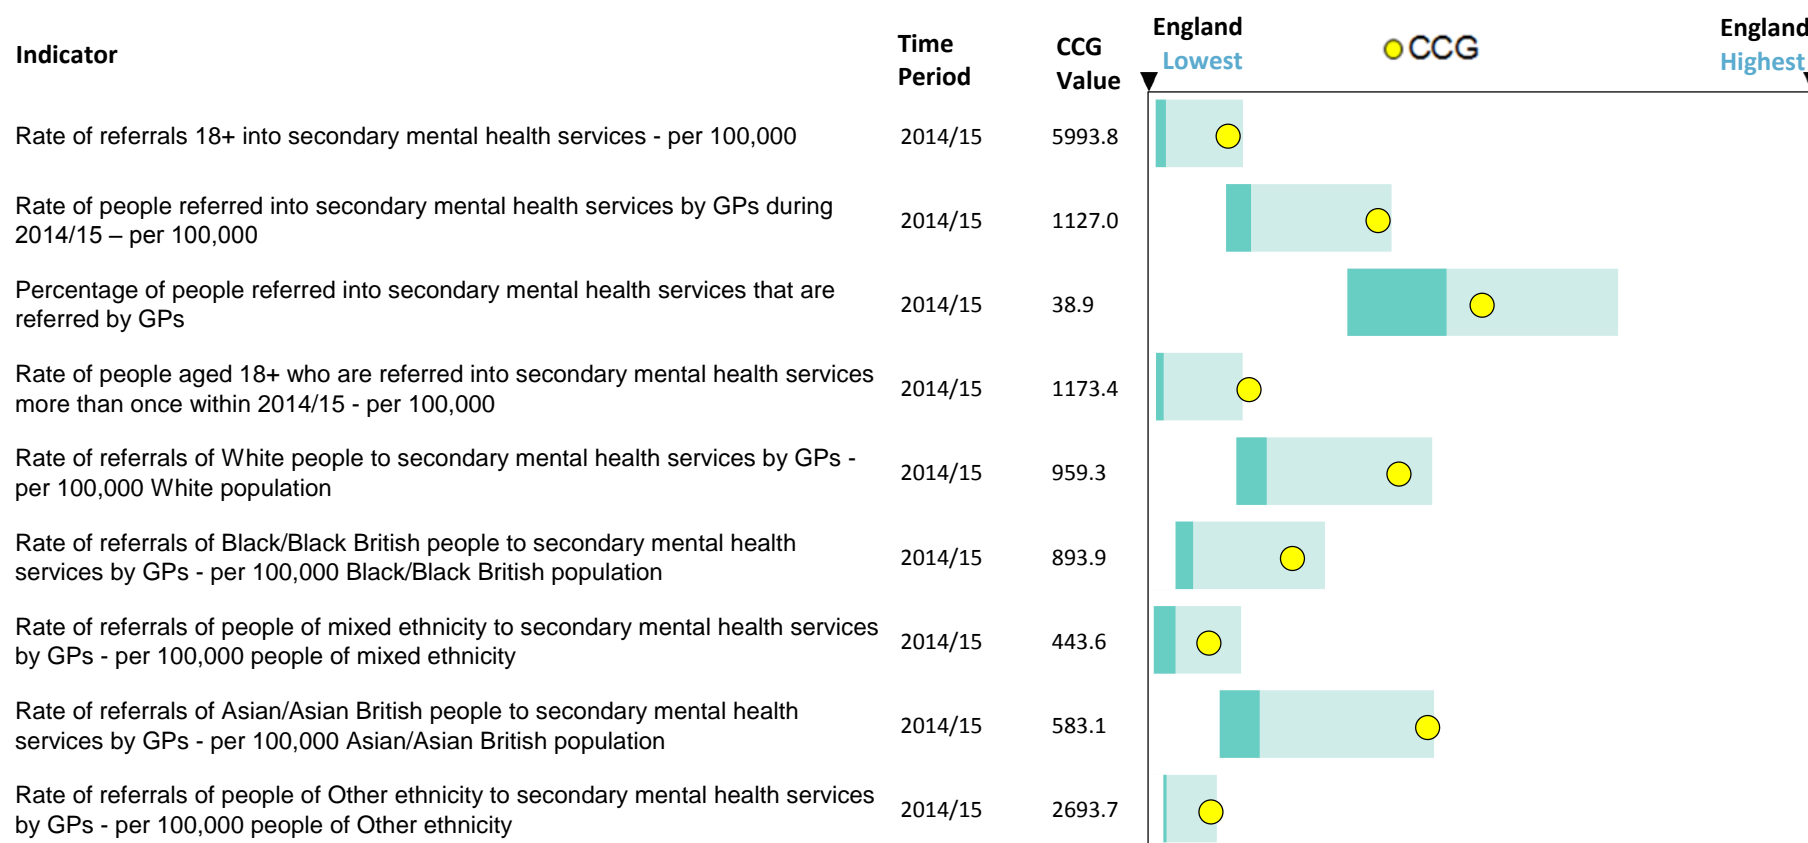 Indicator
Time Period
CCG Value
England Lowest
CCG
England Highest
Rate of referrals 18+ into secondary mental health services - per 100,000
2014/15
5993.8
Rate of people referred into secondary mental health services by GPs during
2014/15 – per 100,000
2014/15
1127.0
Percentage of people referred into secondary mental health services that are
referred by GPs
2014/15
38.9
Rate of people aged 18+ who are referred into secondary mental health services
more than once within 2014/15 - per 100,000
2014/15
1173.4
Rate of referrals of White people to secondary mental health services by GPs -
per 100,000 White population
2014/15
959.3
Rate of referrals of Black/Black British people to secondary mental health
services by GPs - per 100,000 Black/Black British population
2014/15
893.9
Rate of referrals of people of mixed ethnicity to secondary mental health services
by GPs - per 100,000 people of mixed ethnicity
2014/15
443.6
Rate of referrals of Asian/Asian British people to secondary mental health
services by GPs - per 100,000 Asian/Asian British population
2014/15
583.1
Rate of referrals of people of Other ethnicity to secondary mental health services
by GPs - per 100,000 people of Other ethnicity
2014/15
2693.7